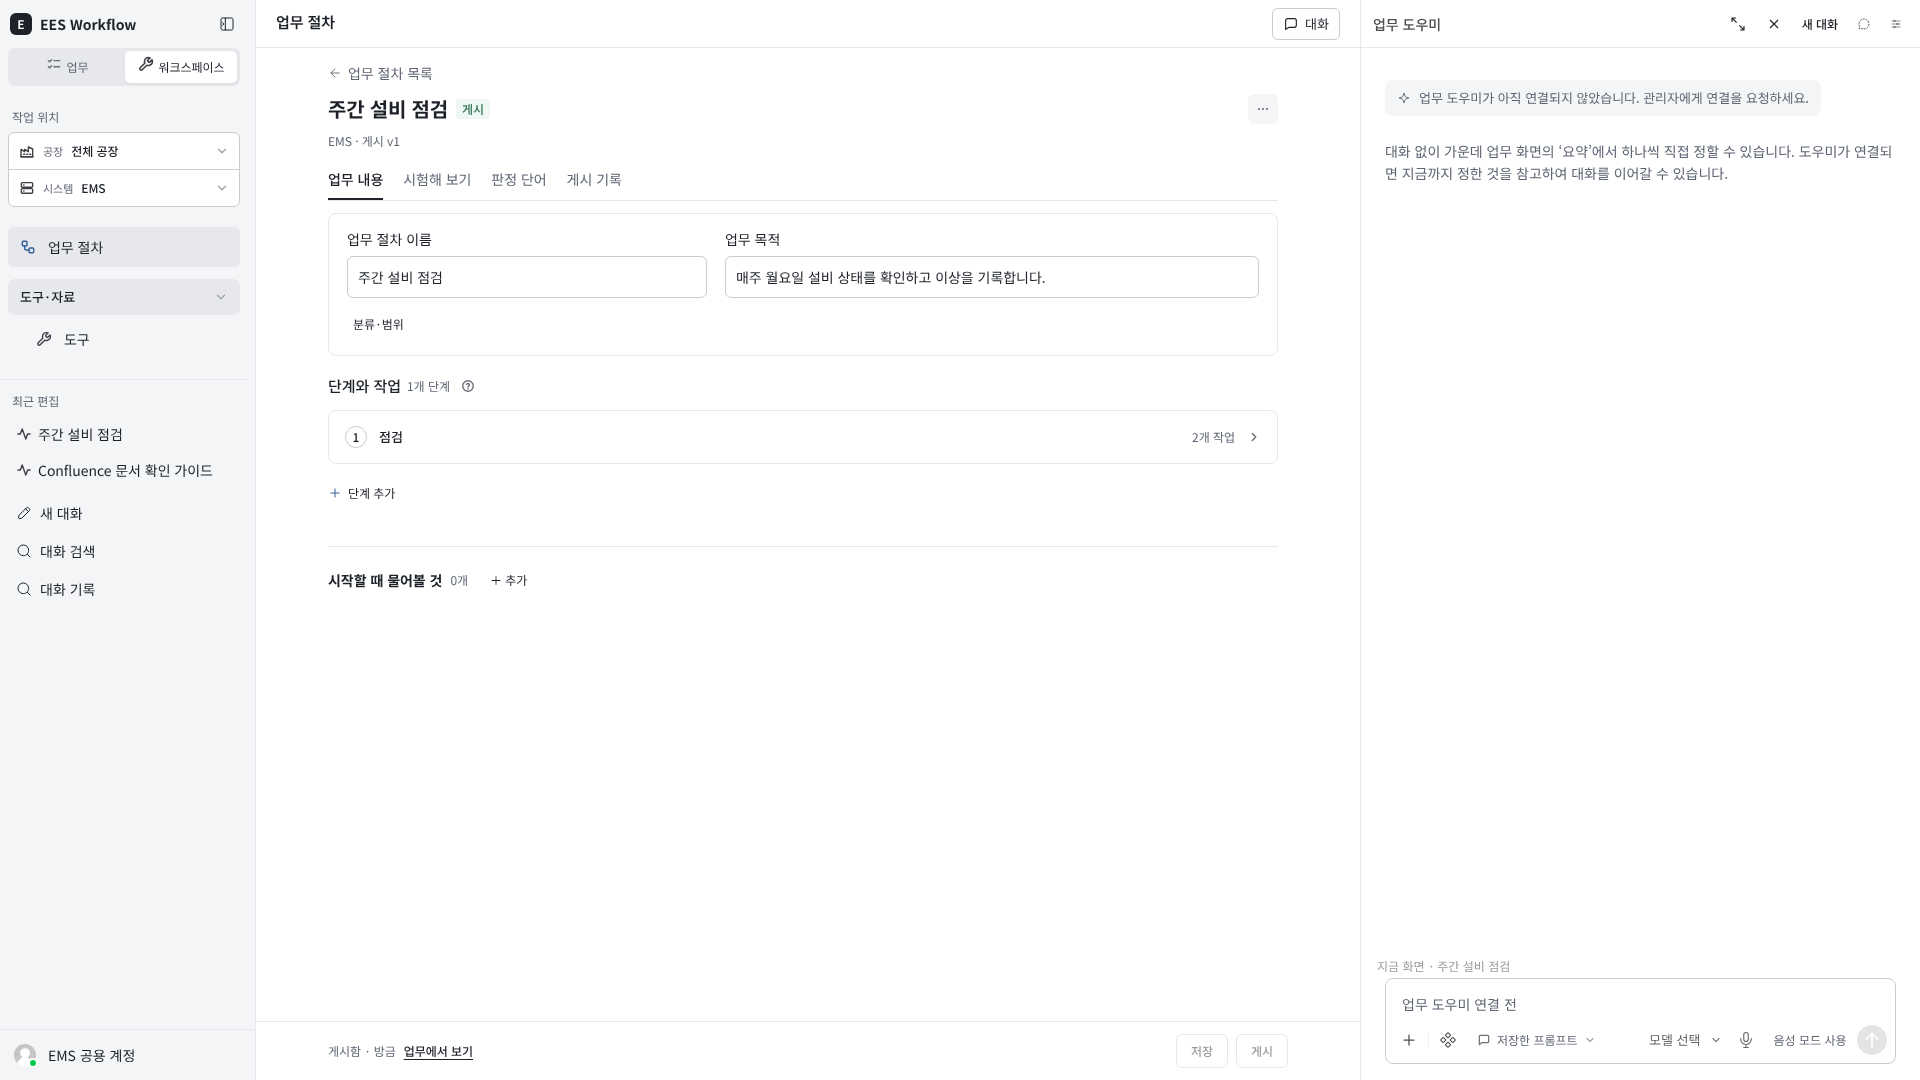 E EES Workflow
업무
워크스페이스
작업 위치
공장 전체 공장
시스템 EMS
업무 절차
도구·자료
도구
최근 편집
주간 설비 점검
Confluence 문서 확인 가이드
새 대화
대화 검색
대화 기록
EMS 공용 계정
업무 절차
대화
업무 절차 목록
주간 설비 점검 게시
EMS · 게시 v1
업무 내용 시험해 보기 판정 단어 게시 기록
업무 절차 이름
주간 설비 점검
업무 목적
매주 월요일 설비 상태를 확인하고 이상을 기록합니다.
분류·범위
단계와 작업 1개 단계
1 점검 2개 작업
단계 추가
시작할 때 물어볼 것 0개 추가
게시함 · 방금 업무에서 보기
저장 게시
업무 도우미
새 대화
업무 도우미가 아직 연결되지 않았습니다. 관리자에게 연결을 요청하세요.
대화 없이 가운데 업무 화면의 ‘요약’에서 하나씩 직접 정할 수 있습니다. 도우미가 연결되
면 지금까지 정한 것을 참고하여 대화를 이어갈 수 있습니다.
지금 화면 · 주간 설비 점검
업무 도우미 연결 전
저장한 프롬프트 모델 선택 음성 모드 사용